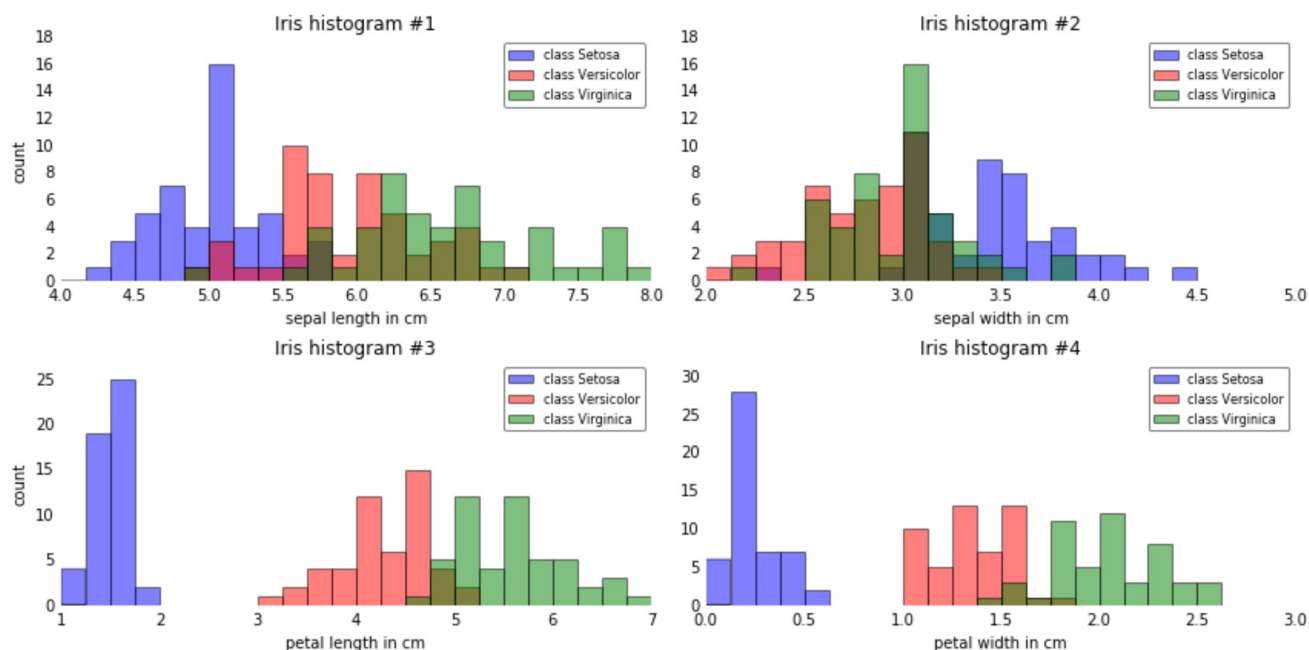 Iris histogram #1
18
16
14
12
10
8
6
4
2
0
count
class Setosa
class Versicolor
class Virginica
4.0 4.5 5.0 5.5 6.0 6.5 7.0 7.5 8.0
sepal length in cm
Iris histogram #2
18
16
14
12
10
8
6
4
2
0
class Setosa
class Versicolor
class Virginica
2.0 2.5 3.0 3.5 4.0 4.5 5.0
sepal width in cm
Iris histogram #3
25
20
15
10
5
0
count
class Setosa
class Versicolor
class Virginica
1 2 3 4 5 6 7
petal length in cm
Iris histogram #4
30
25
20
15
10
5
0
class Setosa
class Versicolor
class Virginica
0.0 0.5 1.0 1.5 2.0 2.5 3.0
petal width in cm